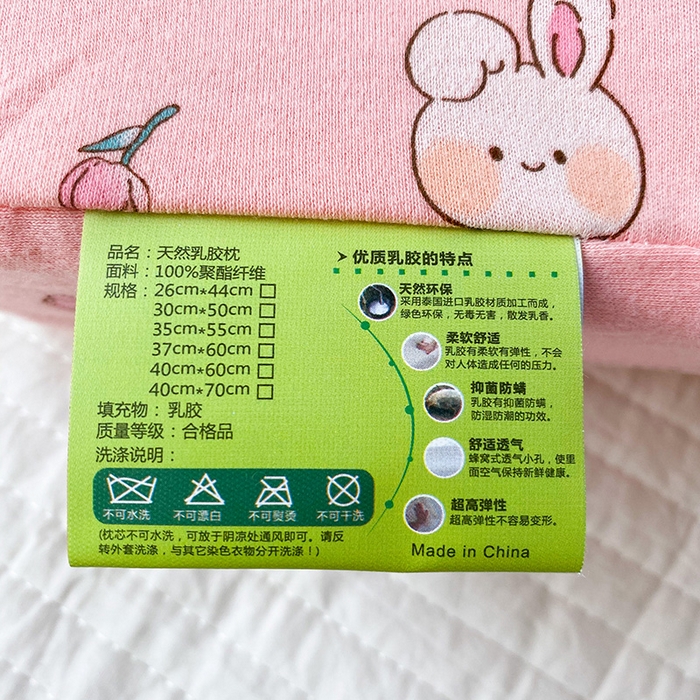 品名：天然乳胶枕
面料：100%聚酯纤维
规格：26cm*44cm
30cm*50cm
35cm*55cm
37cm*60cm
40cm*60cm
40cm*70cm
填充物：乳胶
质量等级：合格品
洗涤说明：
不可水洗 不可漂白 不可熨烫 不可干洗
(枕芯不可水洗，可放于阴凉处通风即可。请反
转外套洗涤，与其它染色衣物分开洗涤！)
优质乳胶的特点
天然环保
采用泰国进口乳胶材质加工而成，
绿色环保，无毒无害，散发乳香。
柔软舒适
乳胶有柔软有弹性，不会
对人体造成任何的压力。
抑菌防螨
乳胶有抑菌防螨，
防湿防潮的功效。
舒适透气
蜂窝式透气小孔，使里
面空气保持新鲜健康。
超高弹性
超高弹性不容易变形。
Made in China